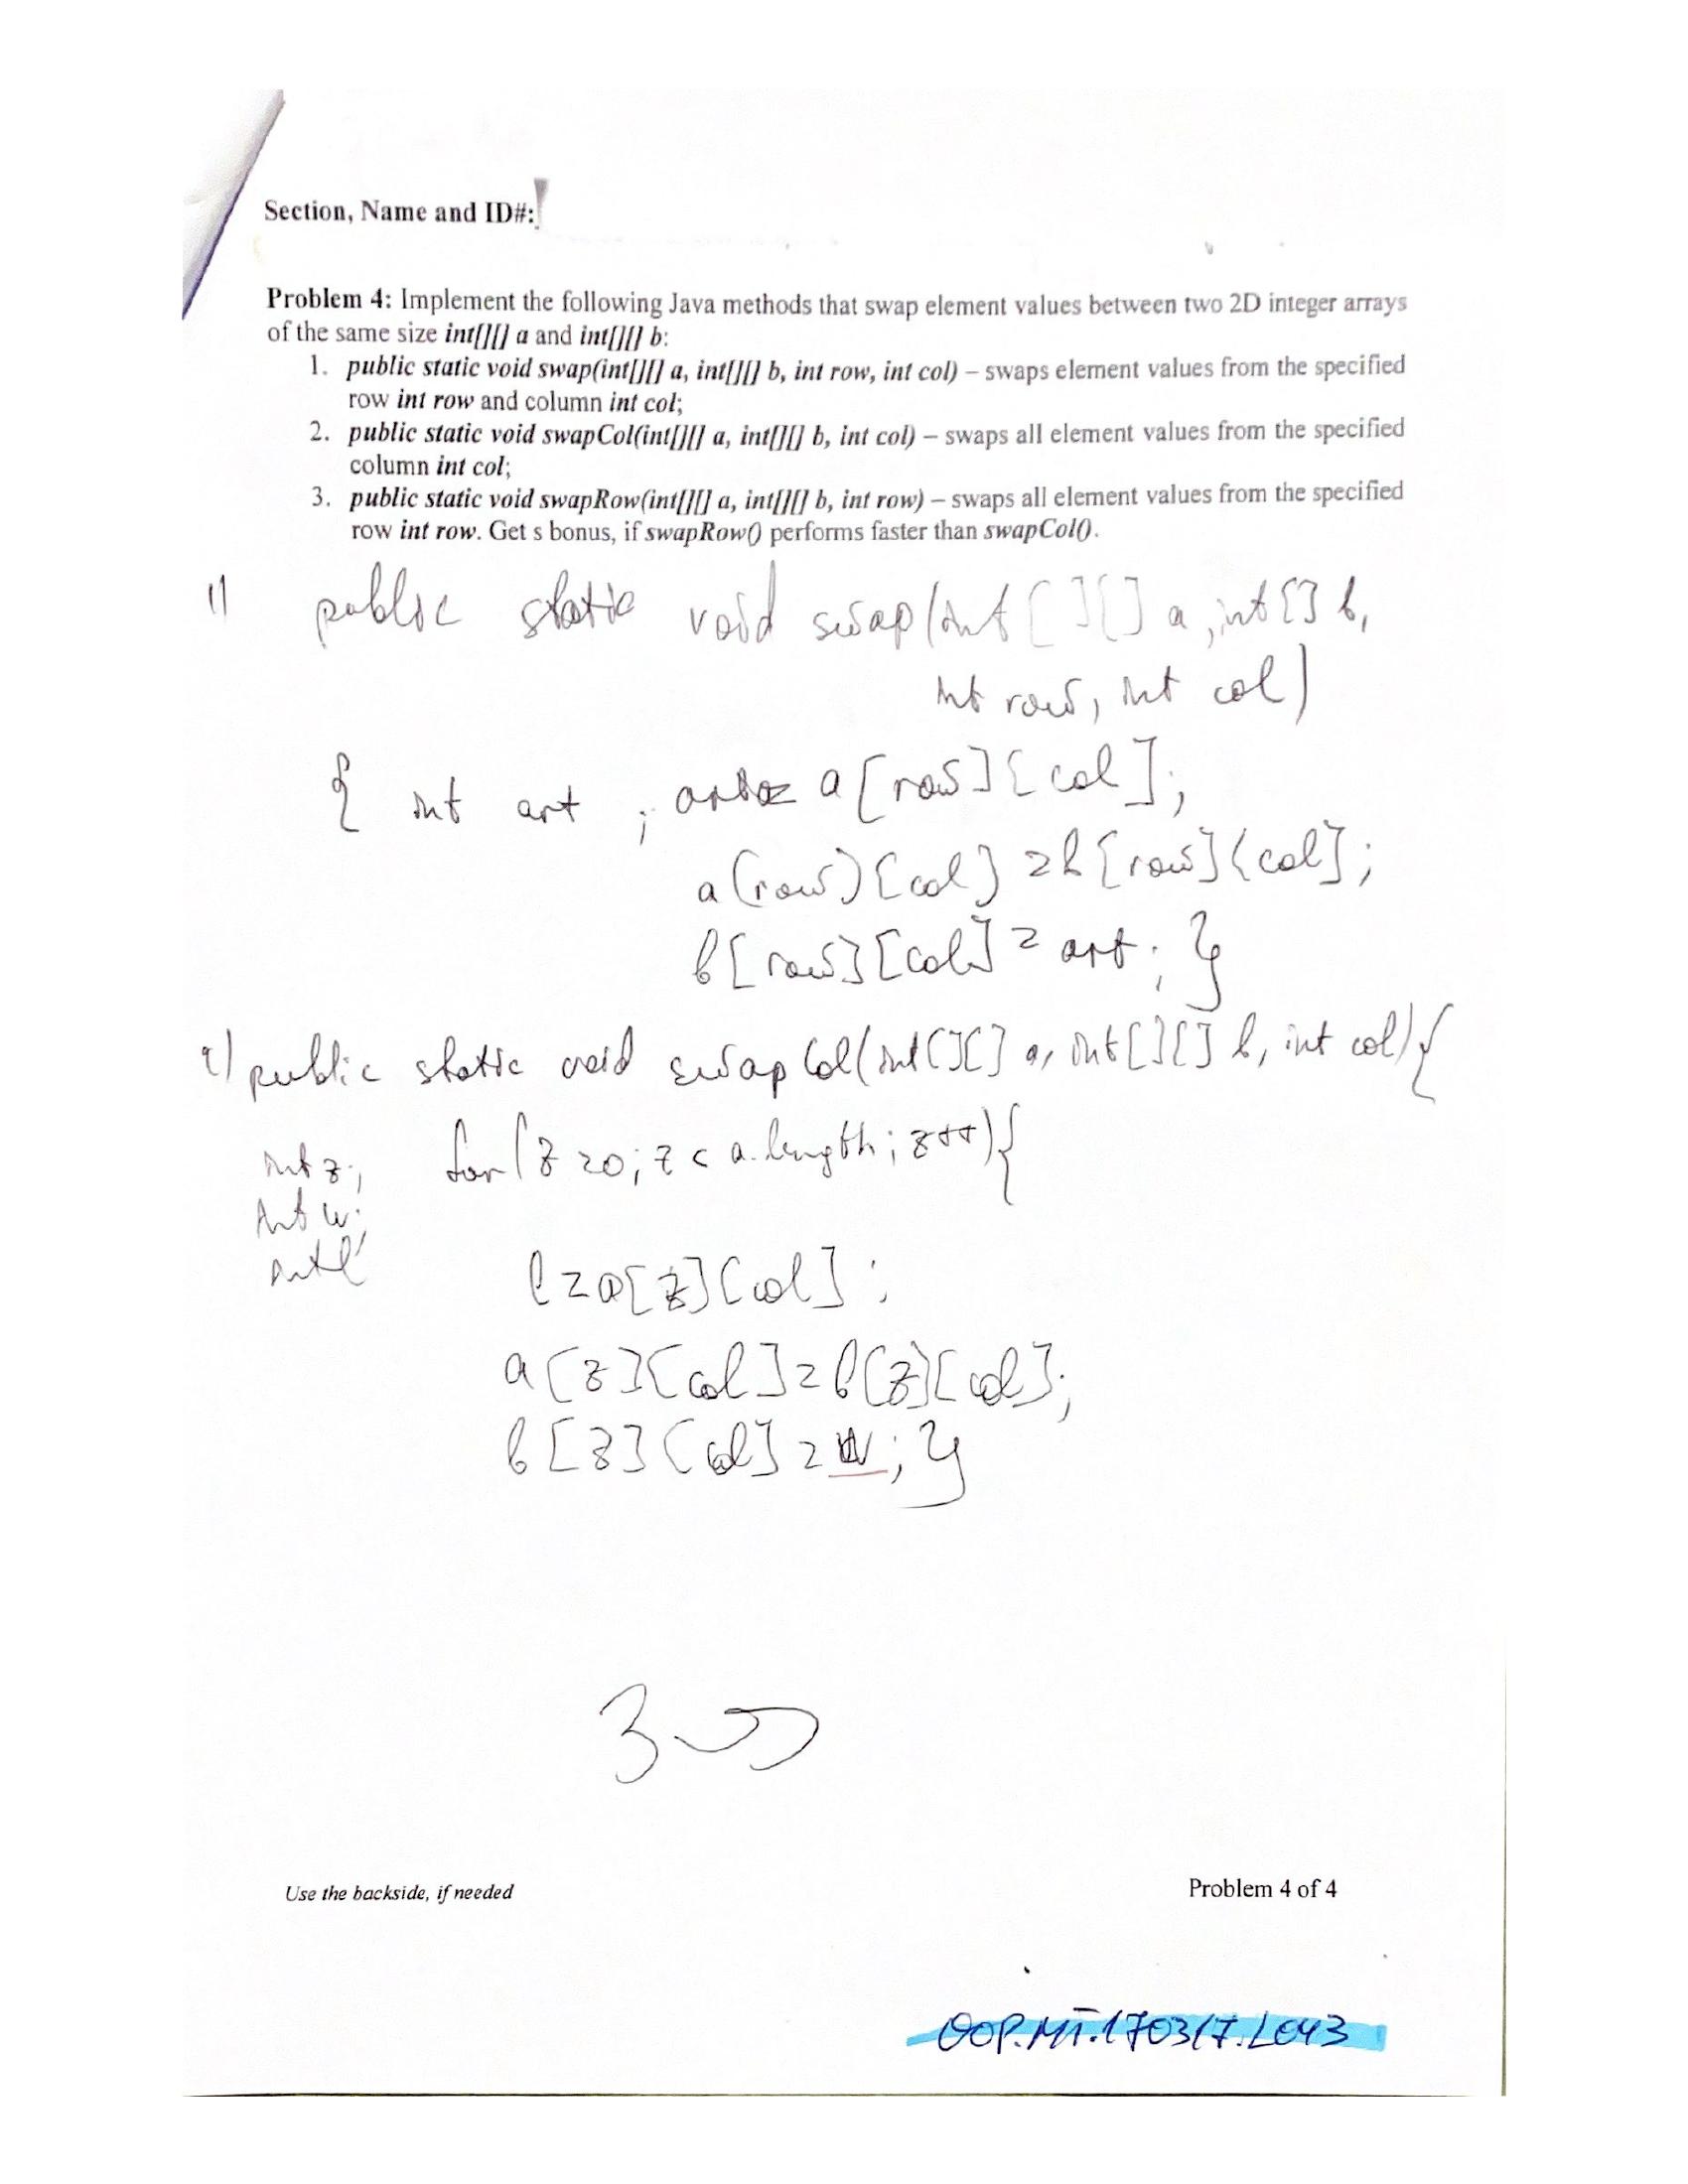 Section, Name and ID#:
Problem 4: Implement the following Java methods that swap element values between two 2D integer arrays
of the same size int[][] a and int[][] b:
1. public static void swap(int[][] a, int[][] b, int row, int col) – swaps element values from the specified
row int row and column int col;
2. public static void swapCol(int[][] a, int[][] b, int col) – swaps all element values from the specified
column int col;
3. public static void swapRow(int[][] a, int[][] b, int row) – swaps all element values from the specified
row int row. Get s bonus, if swapRow() performs faster than swapCol().
1) public static void swap(int [][] a, int[] b,
int row, int col)
{ int art ; art = a[row][col];
a(row)[col] = b[row][col];
b[row][col] = art; }
2) public static void swapCol(int[][] a, int[][] b, int col){
int z; for(z=0; z < a.length; z++){
int w;
int l
l = a[z][col];
a[z][col] = b[z][col];
b[z][col] = w; }
Use the backside, if needed
Problem 4 of 4
OOP.MT.170317.L043